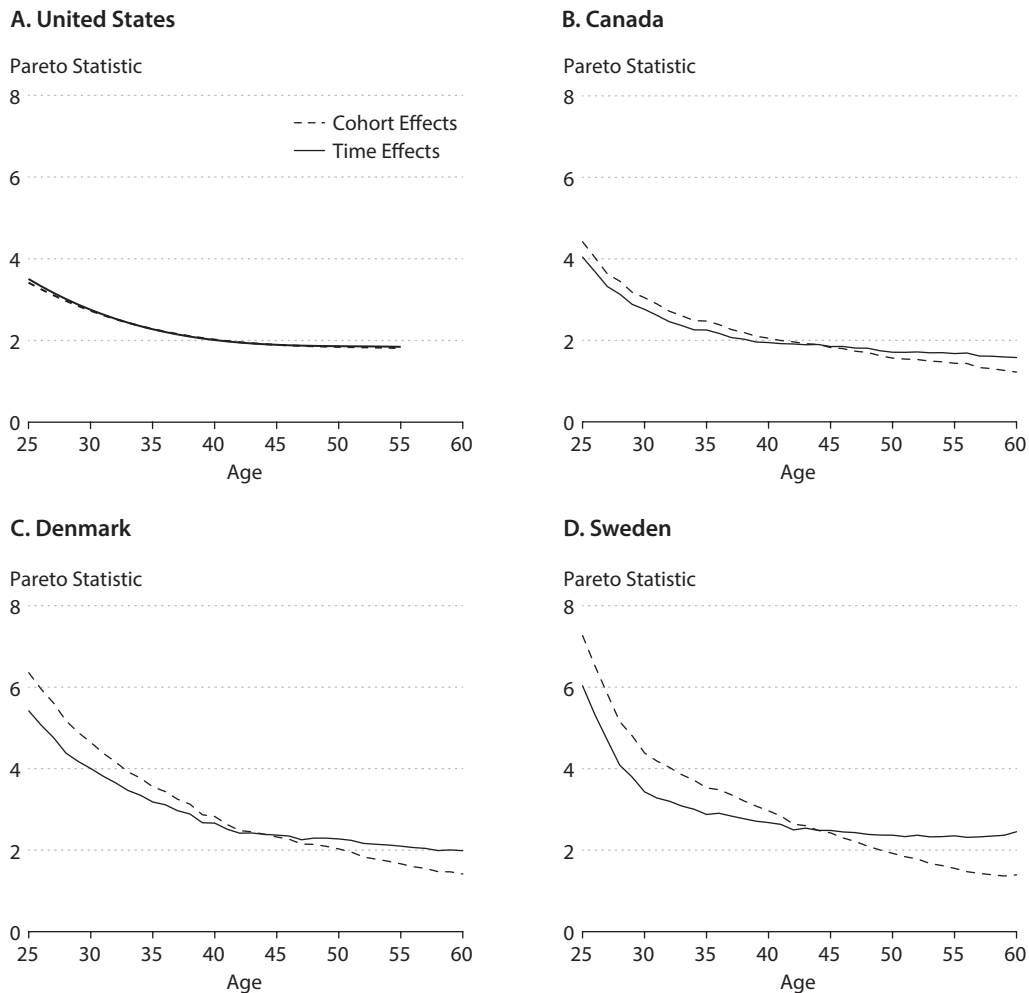 A. United States
Pareto Statistic
8
6
4
2
0
25 30 35 40 45 50 55 60
Age
Cohort Effects
Time Effects
B. Canada
Pareto Statistic
8
6
4
2
0
25 30 35 40 45 50 55 60
Age
C. Denmark
Pareto Statistic
8
6
4
2
0
25 30 35 40 45 50 55 60
Age
D. Sweden
Pareto Statistic
8
6
4
2
0
25 30 35 40 45 50 55 60
Age